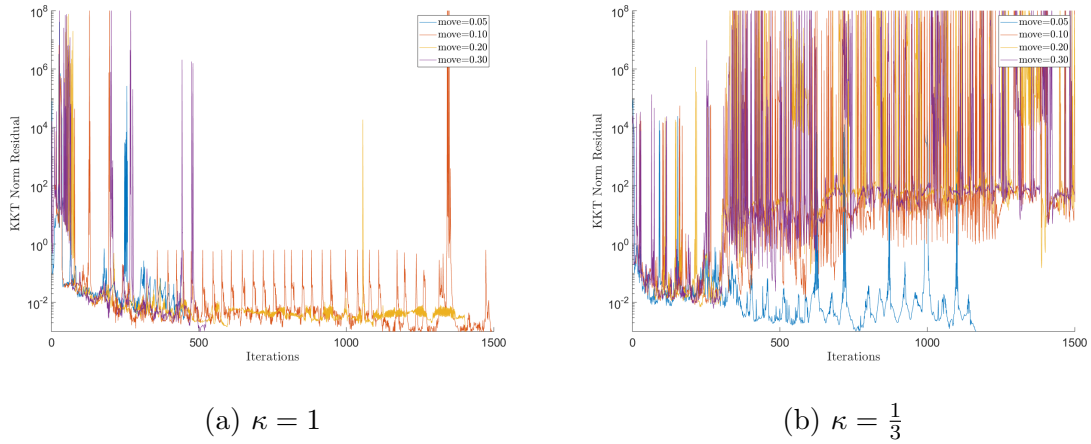 10^8
10^6
10^4
10^2
10^0
10^-2
KKT Norm Residual
0
500
1000
1500
Iterations
move=0.05
move=0.10
move=0.20
move=0.30
(a) κ = 1
10^8
10^6
10^4
10^2
10^0
10^-2
KKT Norm Residual
0
500
1000
1500
Iterations
move=0.05
move=0.10
move=0.20
move=0.30
(b) κ = 1/3